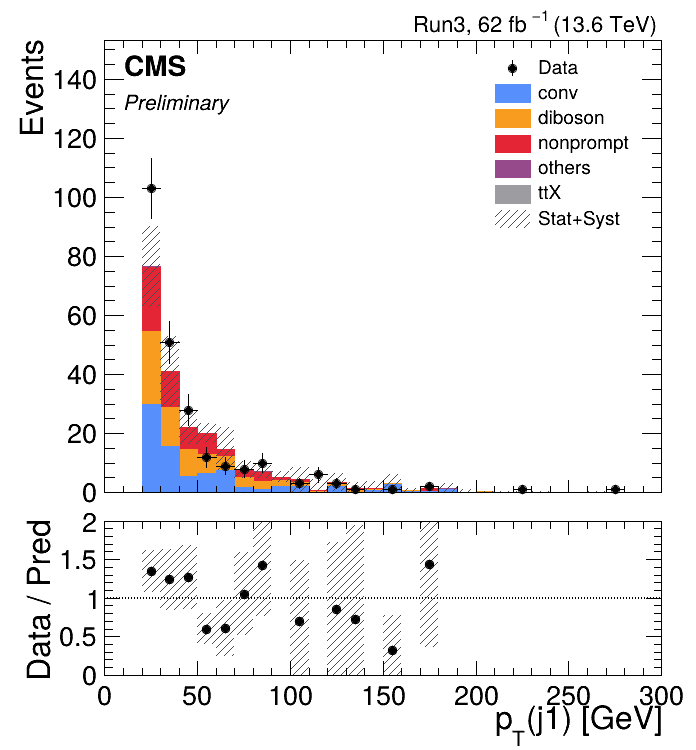 Run3, 62 fb⁻¹ (13.6 TeV)
Events
CMS
Preliminary
Data
conv
diboson
nonprompt
others
ttX
Stat+Syst
140
120
100
80
60
40
20
0
Data / Pred
2
1.5
1
0.5
0
0 50 100 150 200 250 300
p_T(j1) [GeV]